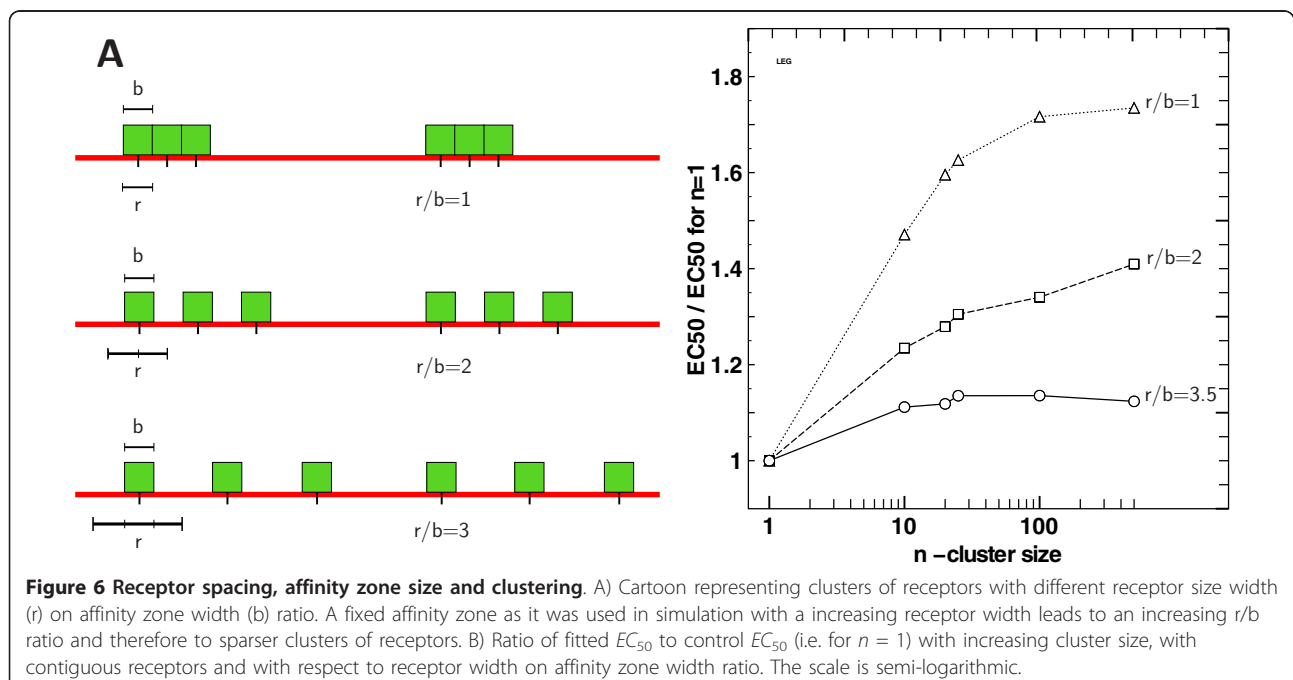 A
b
r
r/b=1
b
r
r/b=2
b
r
r/b=3
LEG
1.8
1.6
1.4
1.2
1
EC50 / EC50 for n=1
r/b=1
r/b=2
r/b=3.5
1 10 100
n -cluster size
Figure 6 Receptor spacing, affinity zone size and clustering. A) Cartoon representing clusters of receptors with different receptor size width
(r) on affinity zone width (b) ratio. A fixed affinity zone as it was used in simulation with a increasing receptor width leads to an increasing r/b
ratio and therefore to sparser clusters of receptors. B) Ratio of fitted EC50 to control EC50 (i.e. for n = 1) with increasing cluster size, with
contiguous receptors and with respect to receptor width on affinity zone width ratio. The scale is semi-logarithmic.